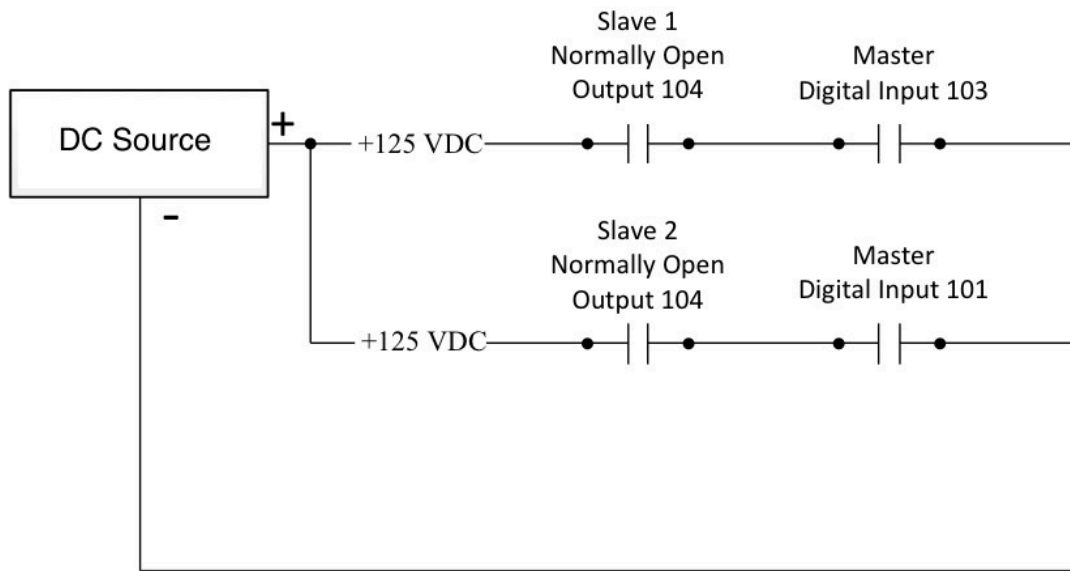 Slave 1
Normally Open
Output 104
Master
Digital Input 103
DC Source
+
+125 VDC
-
Slave 2
Normally Open
Output 104
Master
Digital Input 101
+125 VDC